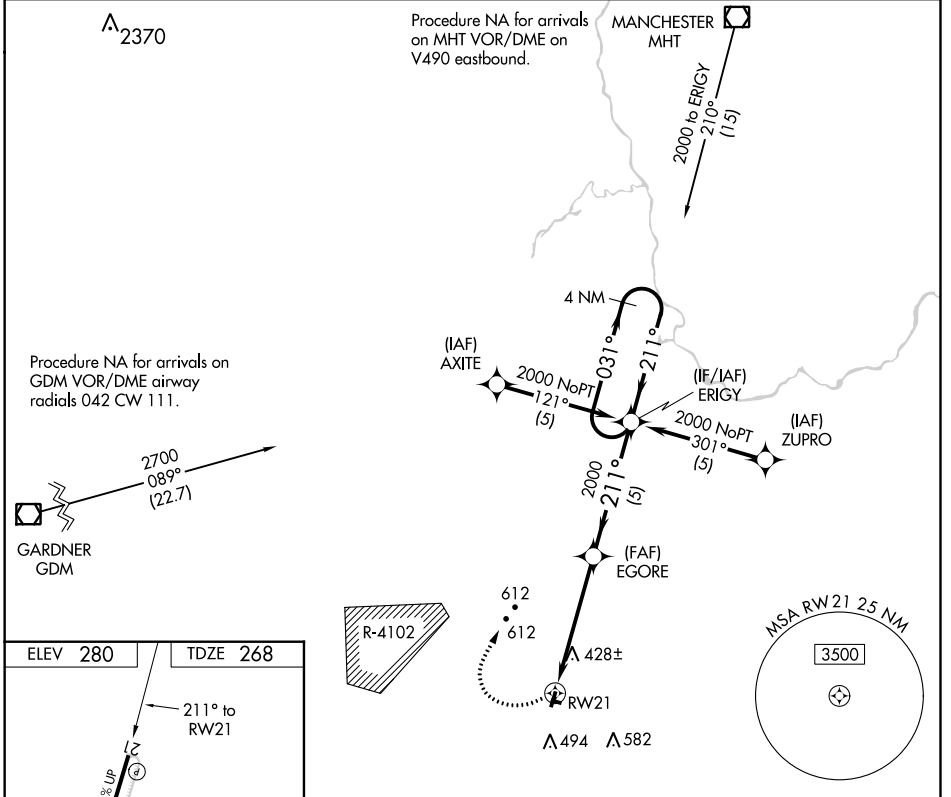 2370
Procedure NA for arrivals
on MHT VOR/DME on
V490 eastbound.
MANCHESTER
MHT
2000 to ERIGY
210°
(15)
4 NM
031°
211°
(IAF)
AXITE
2000 NoPT
121°
(5)
(IF/IAF)
ERIGY
2000 NoPT
301°
(5)
(IAF)
ZUPRO
Procedure NA for arrivals on
GDM VOR/DME airway
radials 042 CW 111.
2700
089°
(22.7)
GARDNER
GDM
2000
211°
(5)
(FAF)
EGORE
612
612
R-4102
428±
RW21
494
582
MSA RW21 25 NM
3500
ELEV 280
TDZE 268
211° to
RW21
21
P
% UP